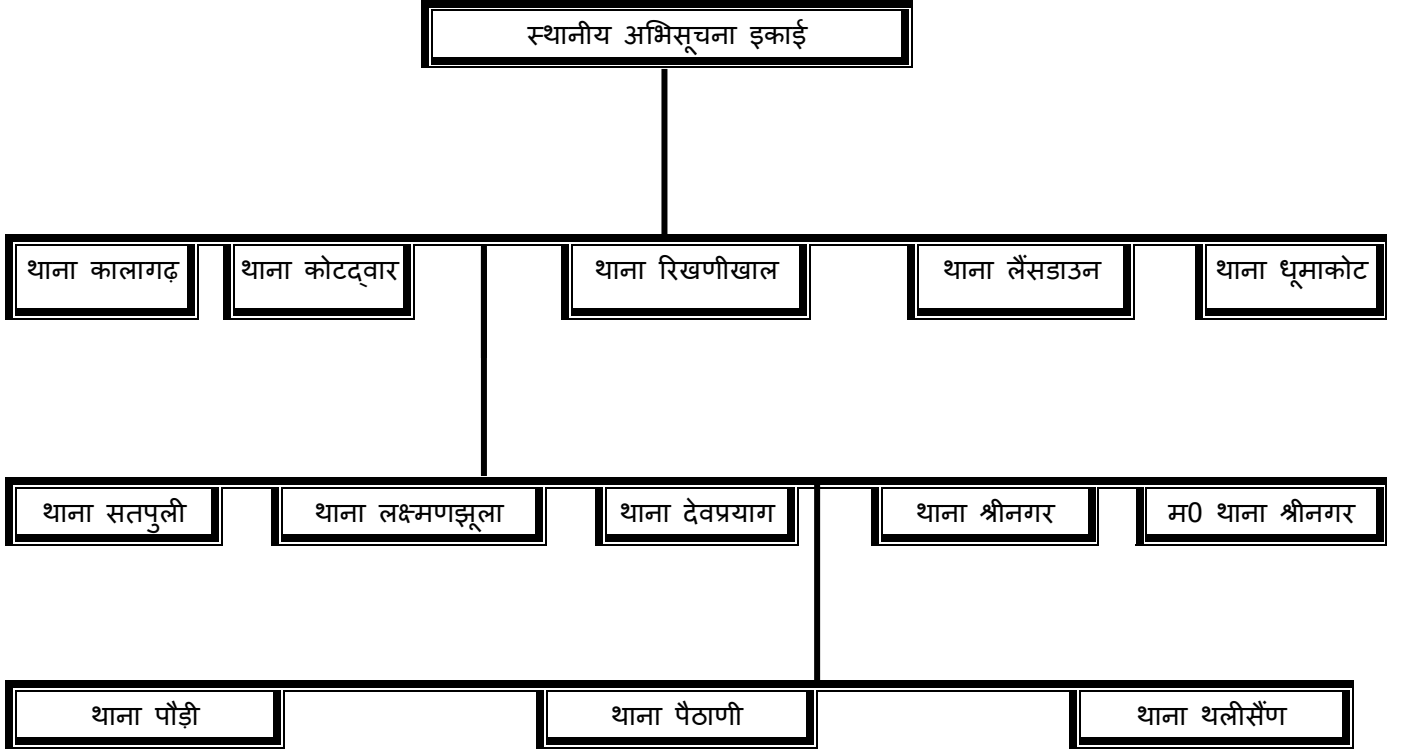 स्थानीय अभिसूचना इकाई
थाना कालागढ़ थाना कोटद्वार थाना रिखणीखाल थाना लैंसडाउन थाना धूमाकोट
थाना सतपुली थाना लक्ष्मणझूला थाना देवप्रयाग थाना श्रीनगर म0 थाना श्रीनगर
थाना पौड़ी थाना पैठाणी थाना थलीसैंण